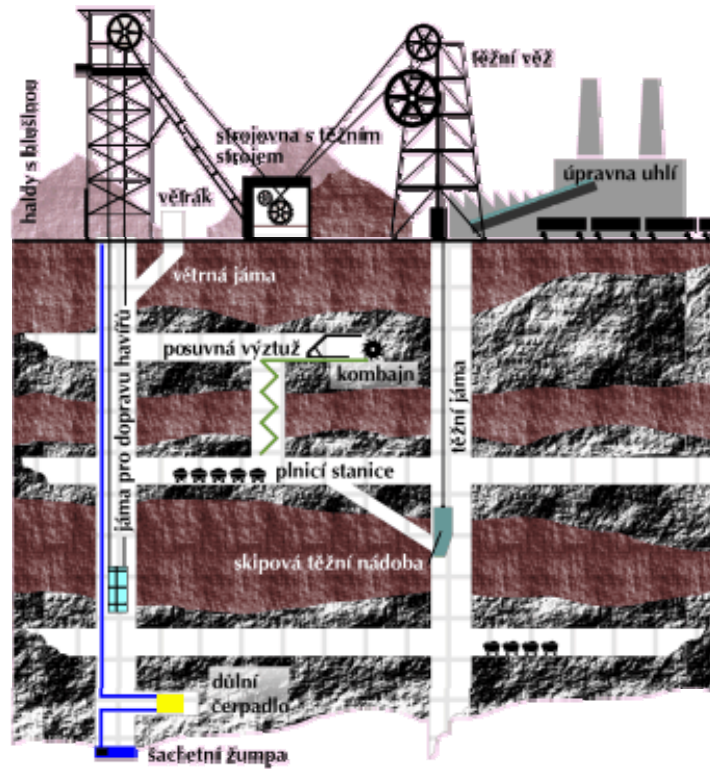 těžní věž
haldy s hlušinou
strojovna s těžním
strojem
úpravna uhlí
větrák
větrná jáma
jáma pro dopravu havířů
posuvná výztuž
kombajn
těžní jáma
plnicí stanice
skipová těžní nádoba
důlní
čerpadlo
šachetní žumpa